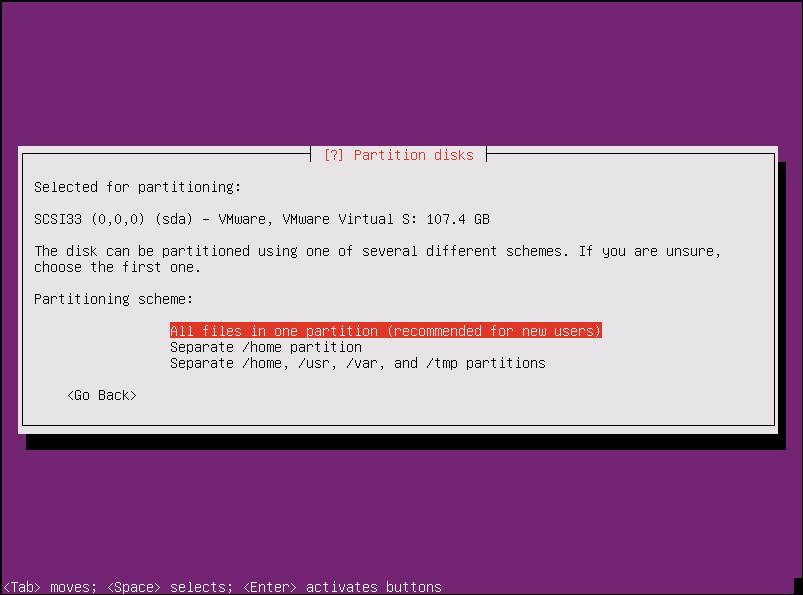 [?] Partition disks
Selected for partitioning:
SCSI33 (0,0,0) (sda) – VMware, VMware Virtual S: 107.4 GB
The disk can be partitioned using one of several different schemes. If you are unsure,
choose the first one.
Partitioning scheme:
All files in one partition (recommended for new users)
Separate /home partition
Separate /home, /usr, /var, and /tmp partitions
<Go Back>
<Tab> moves; <Space> selects; <Enter> activates buttons